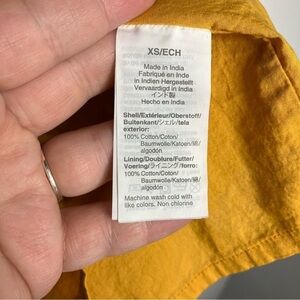 XS/ECH
Made in India
Fabriqué en Inde
in Indien Hergestellt
Vervaardigd in India
インド製
Hecho en India
Shell/Extérieur/Oberstoff/
Buitenkant/シェル/tela
exterior:
100% Cotton/Coton/
Baumwolle/Katoen/綿/
algodón
Lining/Doublure/Futter/
Voering/ライニング/forro:
100% Cotton/Coton/
Baumwolle/Katoen/綿/
algodón
Machine wash cold with
like colors. Non chlorine